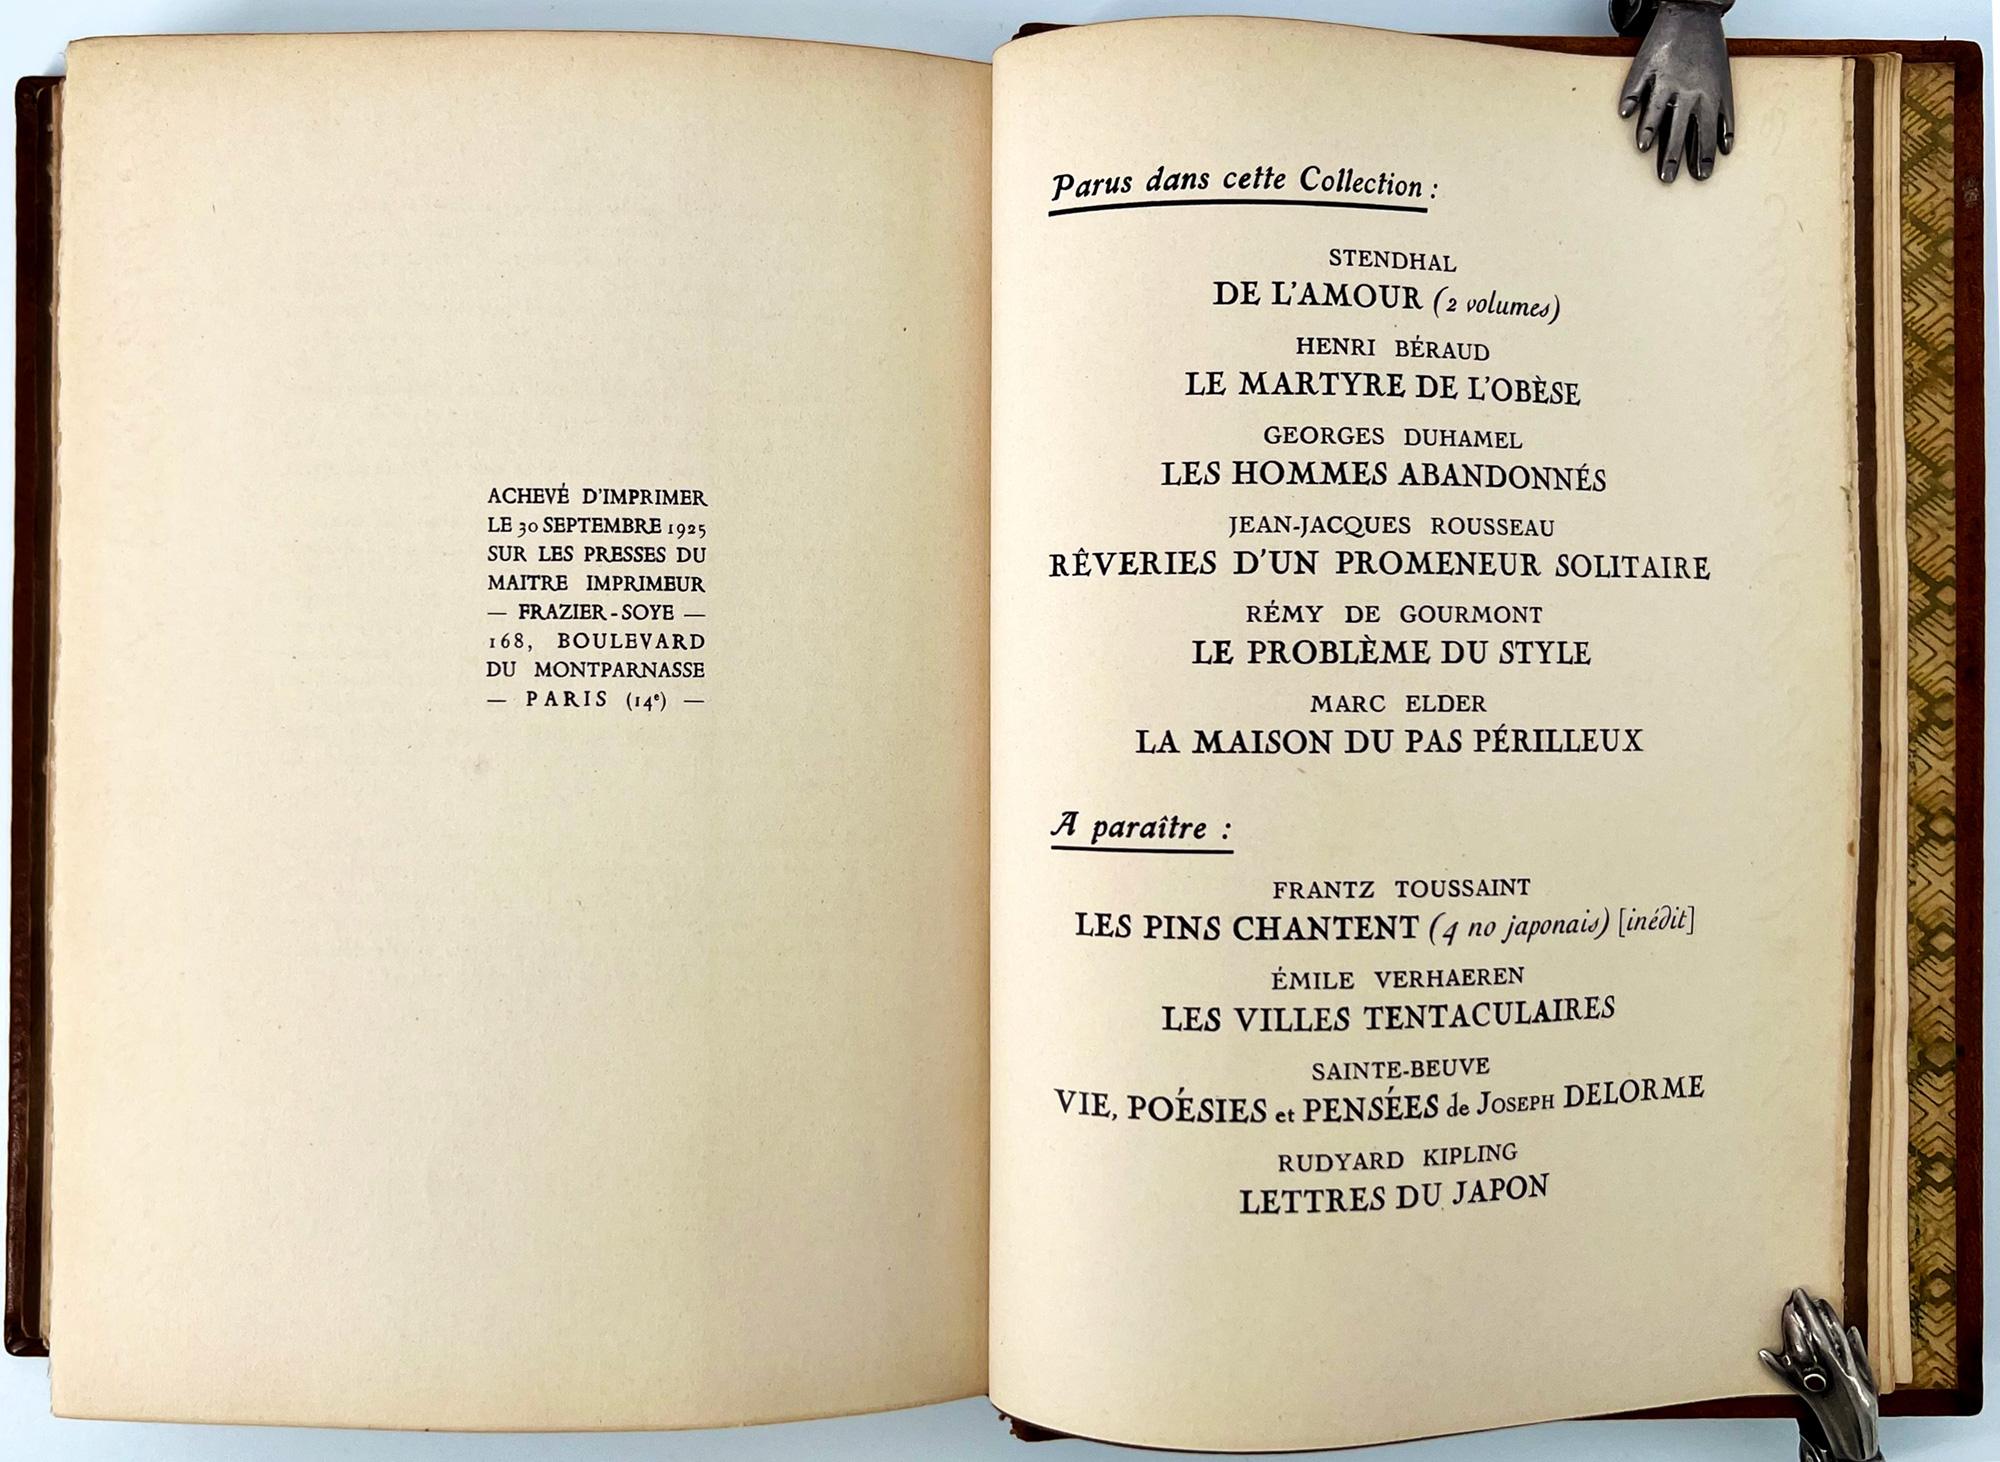 ACHEVÉ D'IMPRIMER
LE 30 SEPTEMBRE 1925
SUR LES PRESSES DU
MAITRE IMPRIMEUR
— FRAZIER-SOYE —
168, BOULEVARD
DU MONTPARNASSE
— PARIS (14e) —
Parus dans cette Collection :
STENDHAL
DE L'AMOUR (2 volumes)
HENRI BÉRAUD
LE MARTYRE DE L'OBÈSE
GEORGES DUHAMEL
LES HOMMES ABANDONNÉS
JEAN-JACQUES ROUSSEAU
RÊVERIES D'UN PROMENEUR SOLITAIRE
RÉMY DE GOURMONT
LE PROBLÈME DU STYLE
MARC ELDER
LA MAISON DU PAS PÉRILLEUX
A paraître :
FRANTZ TOUSSAINT
LES PINS CHANTENT (4 no japonais) [inédit]
ÉMILE VERHAEREN
LES VILLES TENTACULAIRES
SAINTE-BEUVE
VIE, POÉSIES et PENSÉES de JOSEPH DELORME
RUDYARD KIPLING
LETTRES DU JAPON